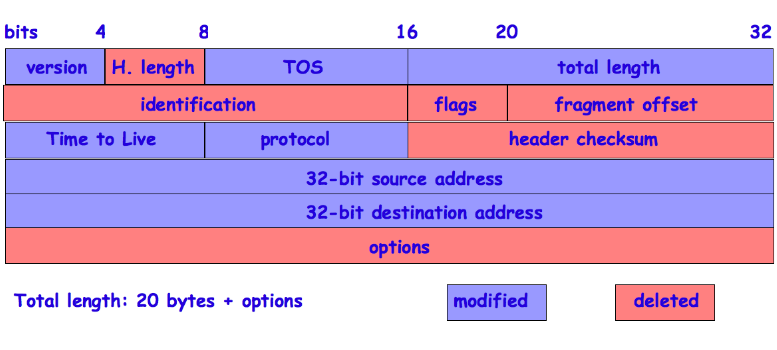 bits 4 8 16 20 32
version H. length TOS total length
identification flags fragment offset
Time to Live protocol header checksum
32-bit source address
32-bit destination address
options
Total length: 20 bytes + options modified deleted